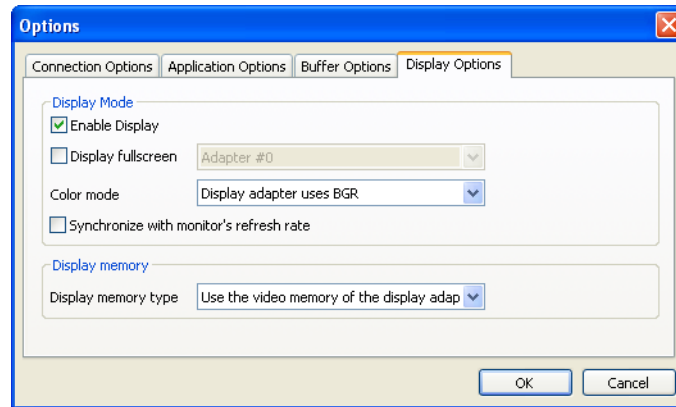 Options
Connection Options Application Options Buffer Options Display Options
Display Mode
Enable Display
Display fullscreen Adapter #0
Color mode Display adapter uses BGR
Synchronize with monitor's refresh rate
Display memory
Display memory type Use the video memory of the display adap
OK Cancel